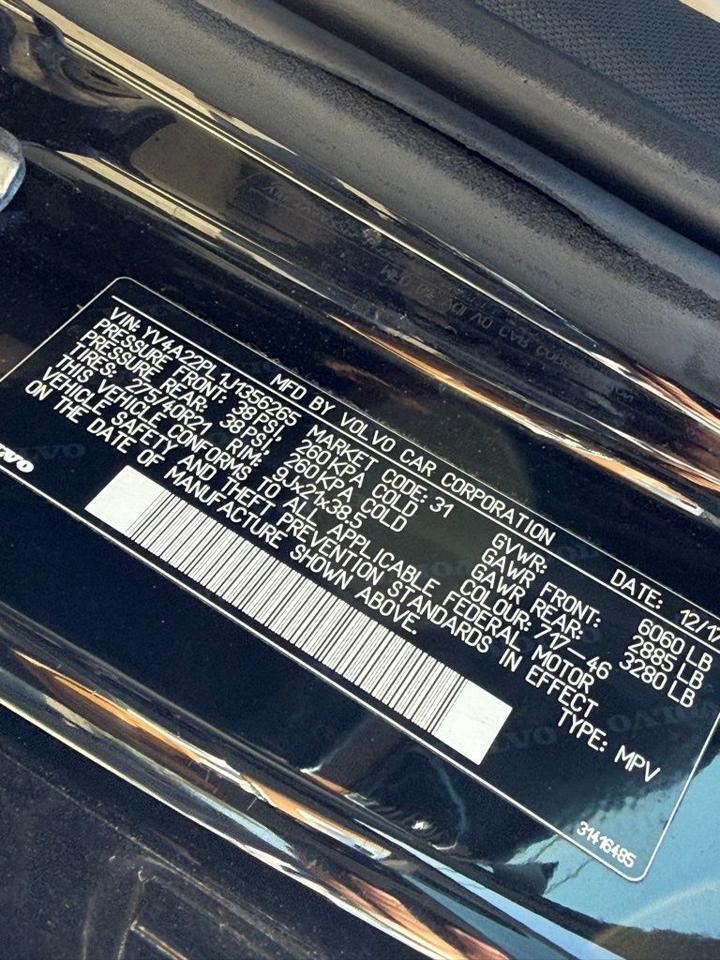 MFD BY VOLVO CAR CORPORATION DATE: 12/1
VIN: YV4A22PL1J1356265 MARKET CODE: 31 GVWR: 6060 LB
PRESSURE FRONT: 38 PSI, 260 KPA COLD GAWR FRONT: 2885 LB
PRESSURE REAR: 38 PSI, 260 KPA COLD GAWR REAR: 3280 LB
TIRES: 275/40R21 RIM: 9Jx21x38.5 COLOUR: 717-46
THIS VEHICLE CONFORMS TO ALL APPLICABLE FEDERAL MOTOR
VEHICLE SAFETY AND THEFT PREVENTION STANDARDS IN EFFECT
ON THE DATE OF MANUFACTURE SHOWN ABOVE. TYPE: MPV
31416485